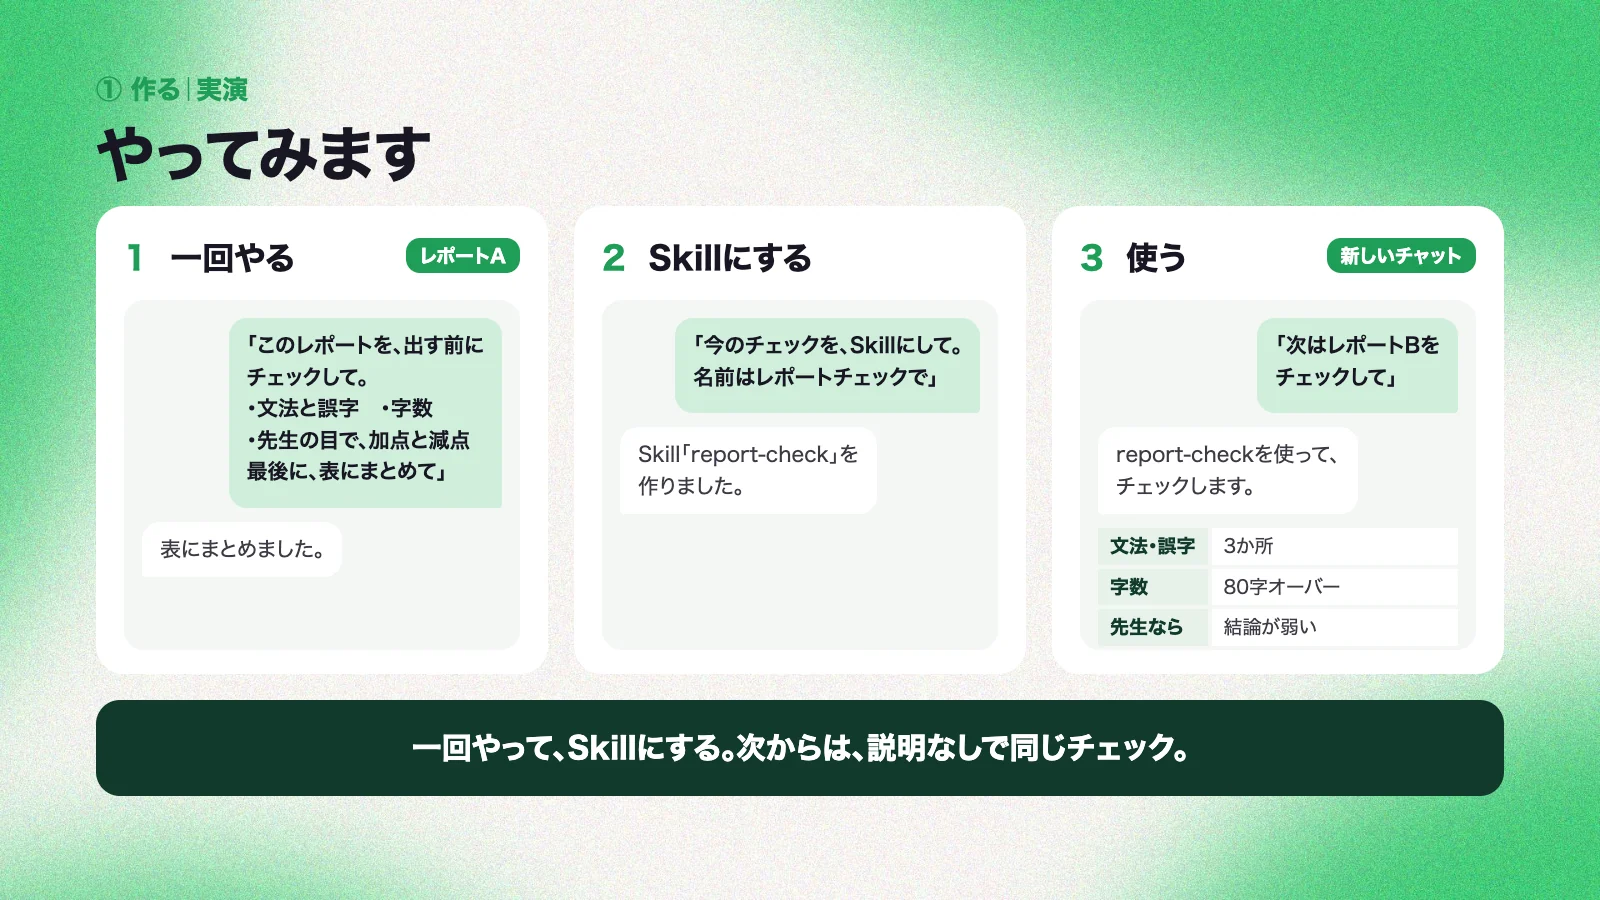 ① 作る|実演
やってみます
1 一回やる
レポートA
「このレポートを、出す前に
チェックして。
・文法と誤字 ・字数
・先生の目で、加点と減点
最後に、表にまとめて」
表にまとめました。
2 Skillにする
「今のチェックを、Skillにして。
名前はレポートチェックで」
Skill「report-check」を
作りました。
3 使う
新しいチャット
「次はレポートBを
チェックして」
report-checkを使って、
チェックします。
文法・誤字 3か所
字数 80字オーバー
先生なら 結論が弱い
一回やって、Skillにする。次からは、説明なしで同じチェック。